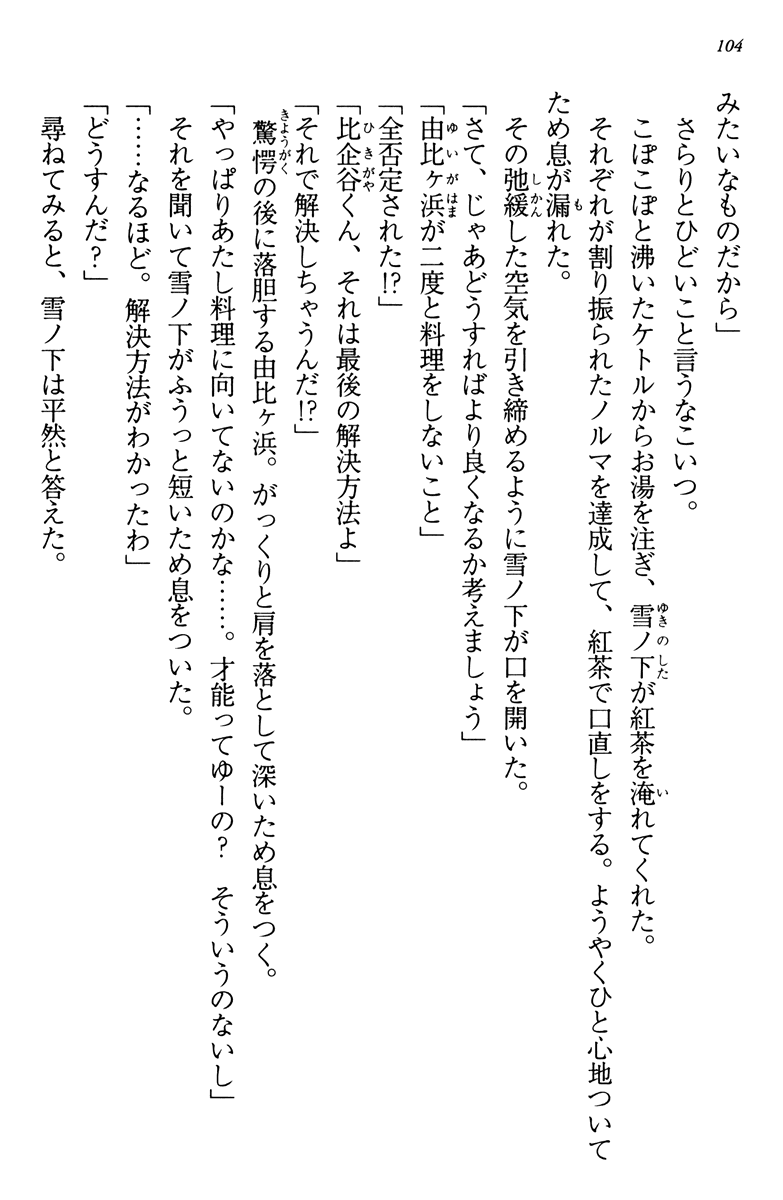 104
みたいなものだから」
　さらりとひどいこと言うなこいつ。
　こぽこぽと沸いたケトルからお湯を注ぎ、雪ノ下が紅茶を淹れてくれた。
　それぞれが割り振られたノルマを達成して、紅茶で口直しをする。ようやくひと心地ついて
ため息が漏れた。
　その弛緩した空気を引き締めるように雪ノ下が口を開いた。
「さて、じゃあどうすればより良くなるか考えましょう」
「由比ヶ浜が二度と料理をしないこと」
「全否定された!?」
「比企谷くん、それは最後の解決方法よ」
「それで解決しちゃうんだ!?」
　驚愕の後に落胆する由比ヶ浜。がっくりと肩を落として深いため息をつく。
「やっぱりあたし料理に向いてないのかな……。才能ってゆーの？　そういうのないし」
　それを聞いて雪ノ下がふうっと短いため息をついた。
「……なるほど。解決方法がわかったわ」
「どうすんだ？」
　尋ねてみると、雪ノ下は平然と答えた。